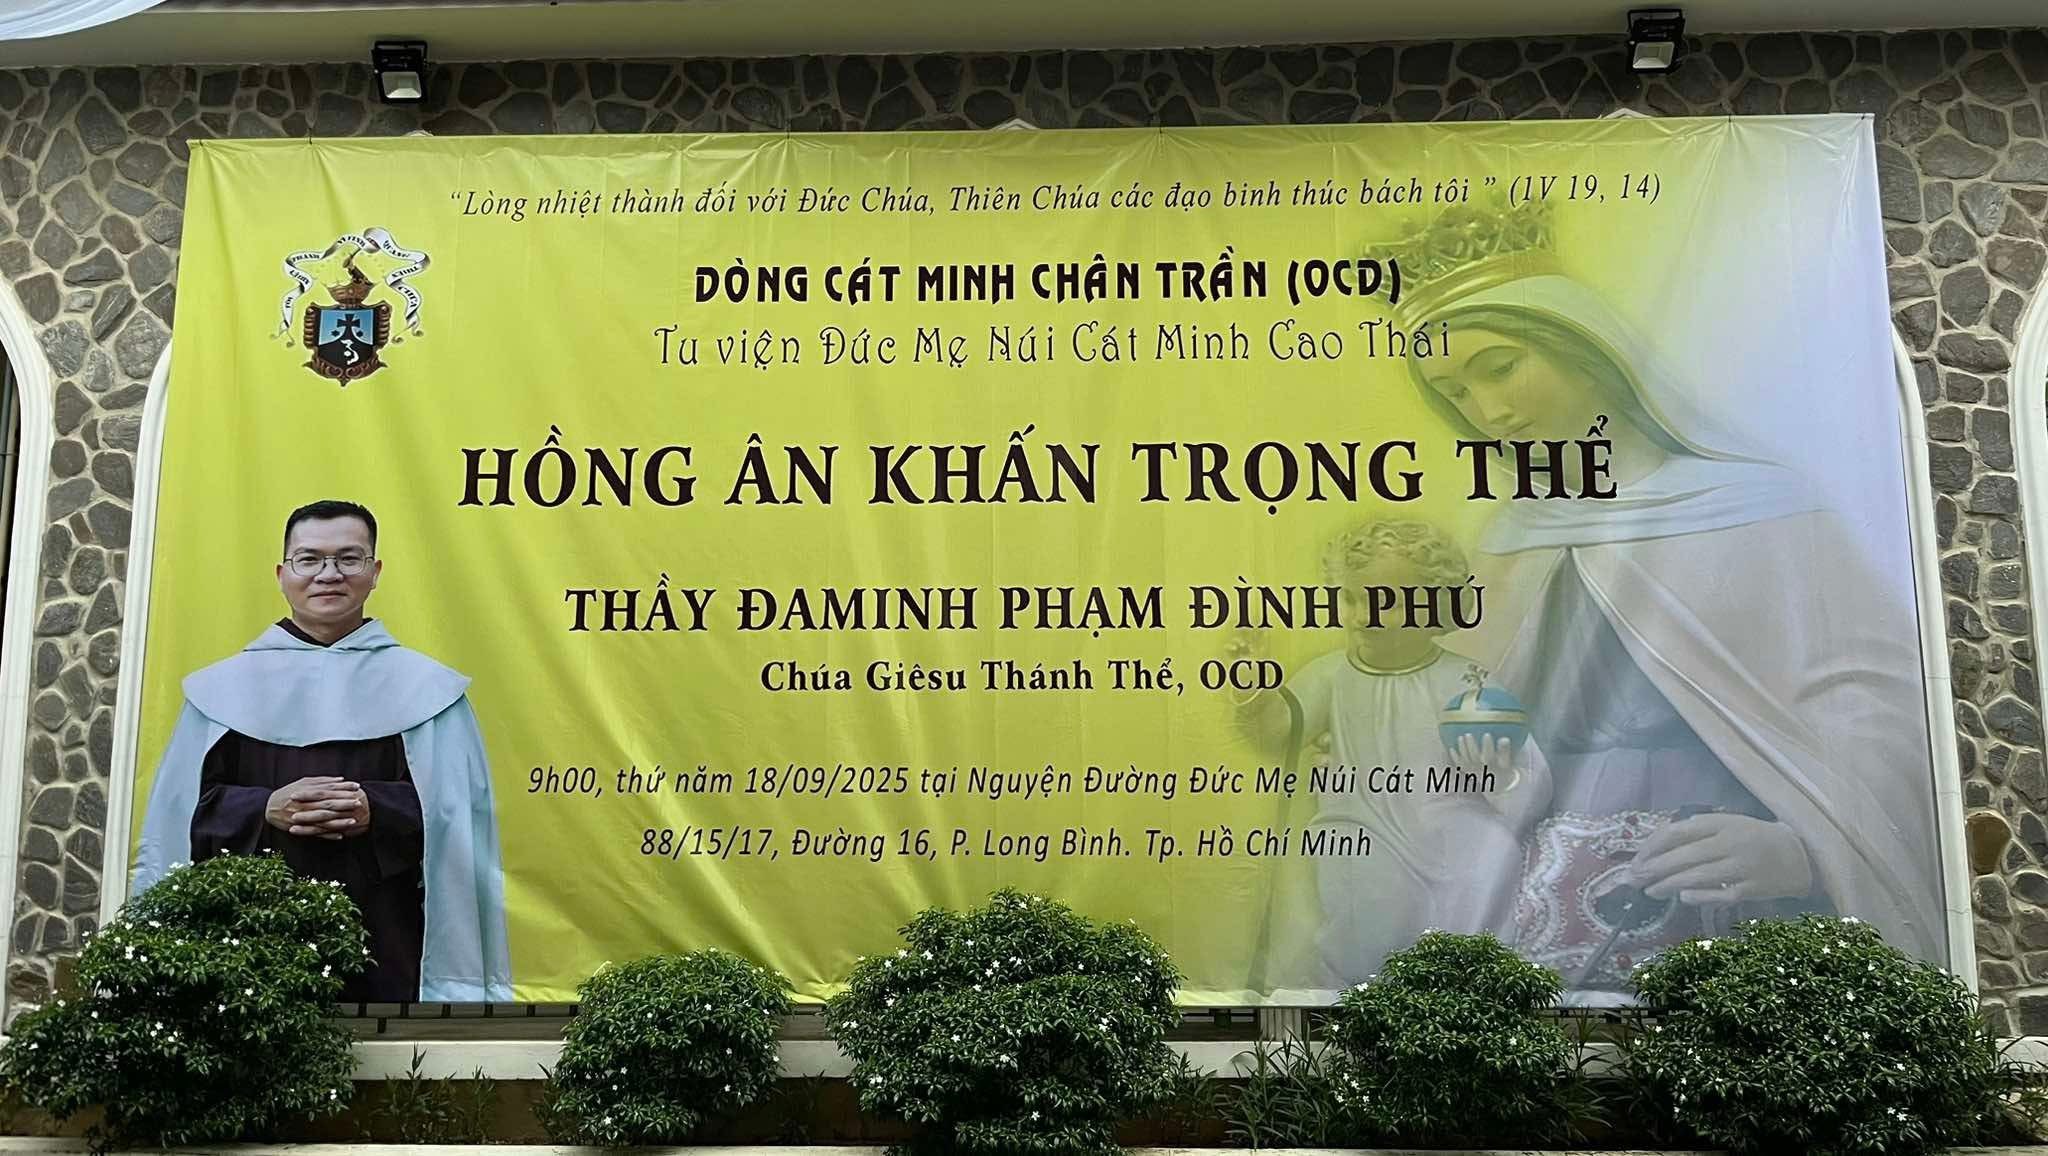 “Lòng nhiệt thành đối với Đức Chúa, Thiên Chúa các đạo binh thúc bách tôi ” (1V 19, 14)
DÒNG CÁT MINH CHÂN TRẦN (OCD)
Tu viện Đức Mẹ Núi Cát Minh Cao Thái
HỒNG ÂN KHẤN TRỌNG THỂ
THẦY ĐAMINH PHẠM ĐÌNH PHÚ
Chúa Giêsu Thánh Thể, OCD
9h00, thứ năm 18/09/2025 tại Nguyện Đường Đức Mẹ Núi Cát Minh
88/15/17, Đường 16, P. Long Bình. Tp. Hồ Chí Minh